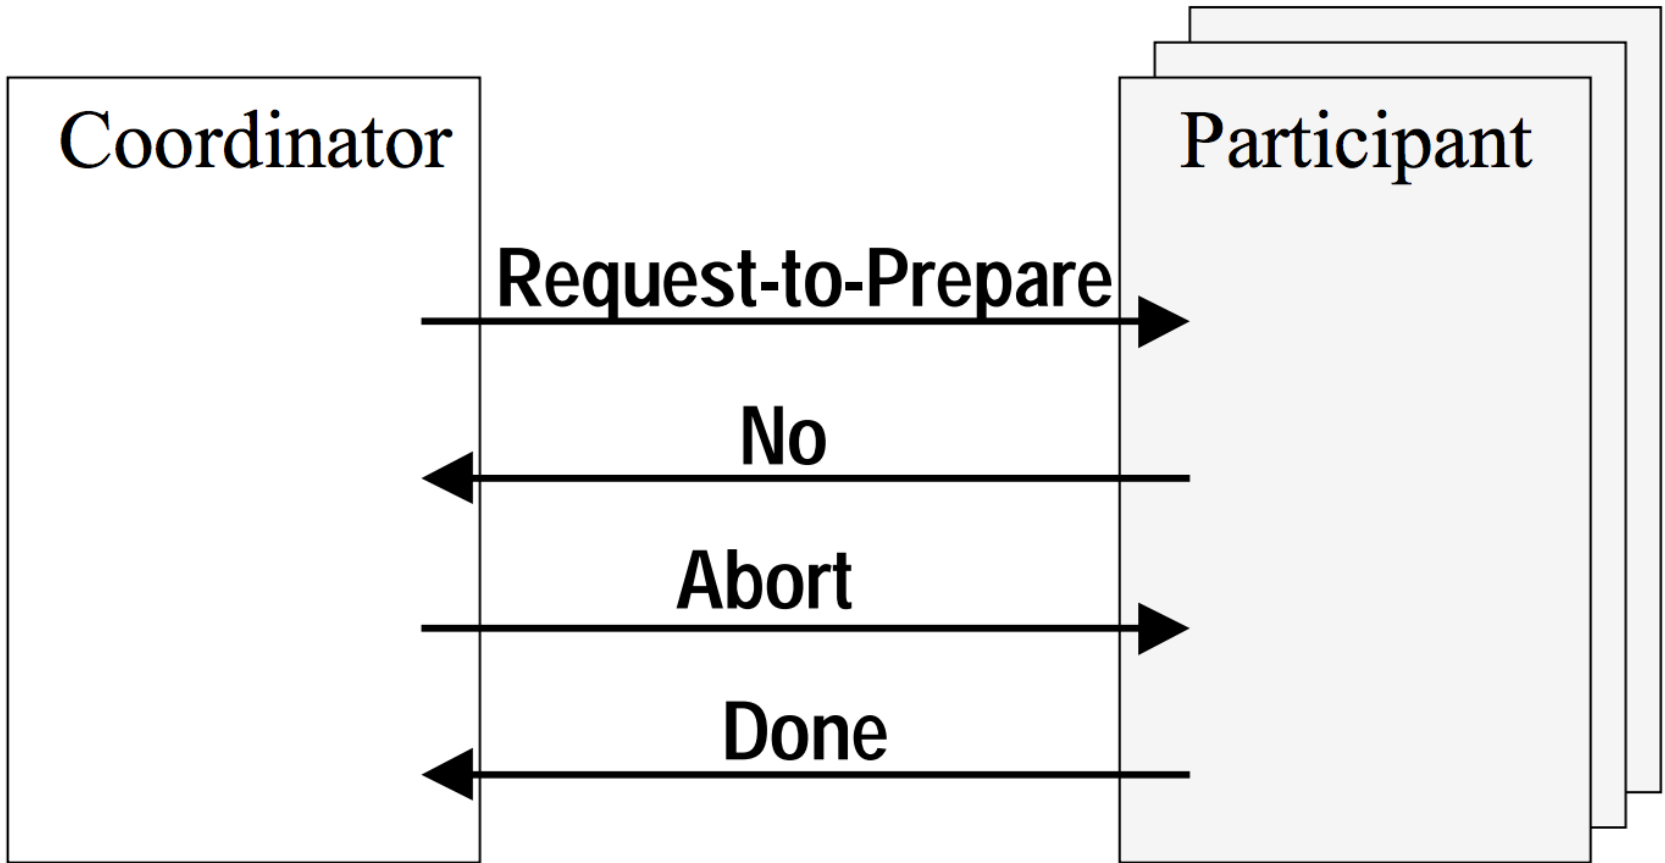 Coordinator
Participant
Request-to-Prepare
No
Abort
Done